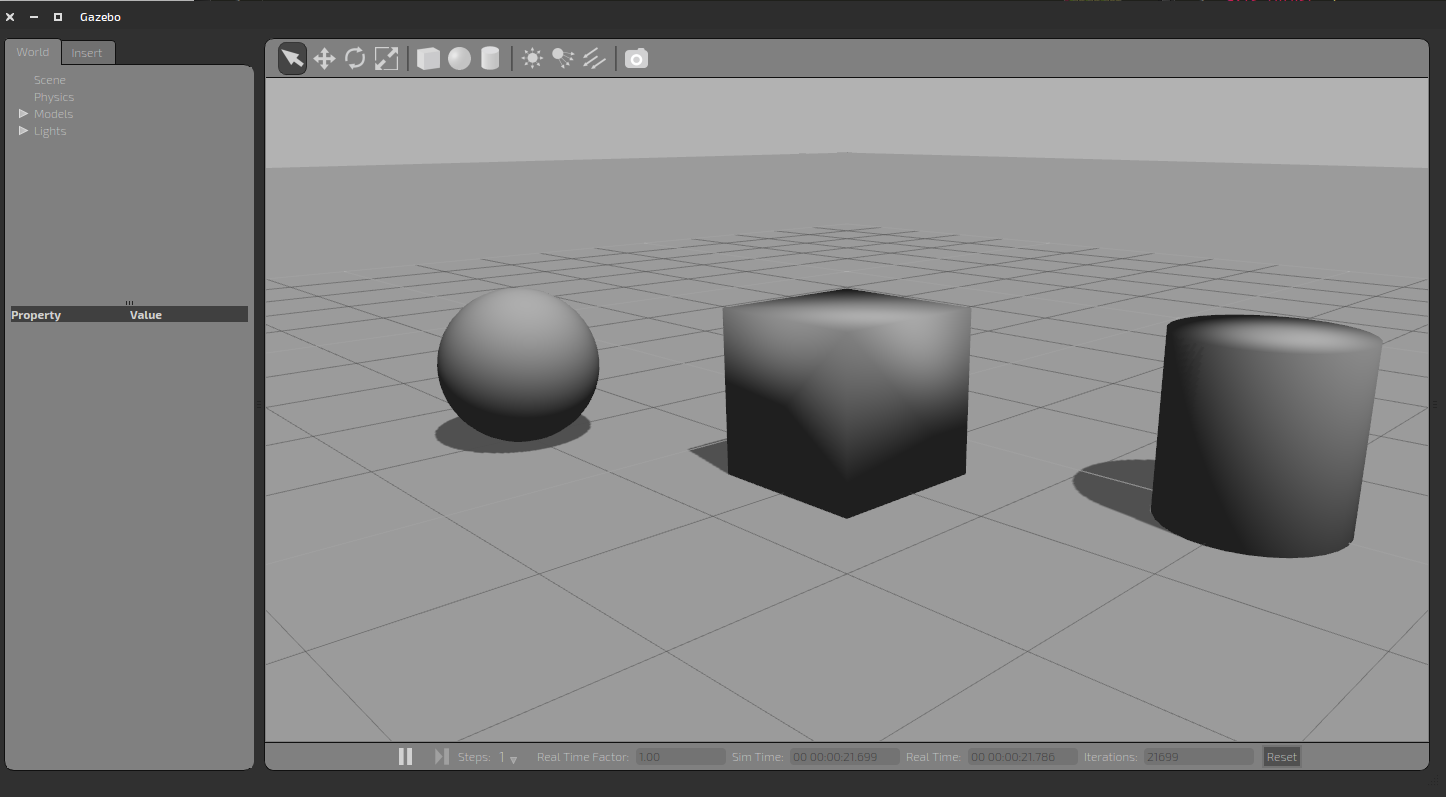 Gazebo
World Insert
Scene
Physics
Models
Lights
Property Value
Steps: 1 Real Time Factor: 1.00 Sim Time: 00 00:00:21.699 Real Time: 00 00:00:21.786 Iterations: 21699 Reset